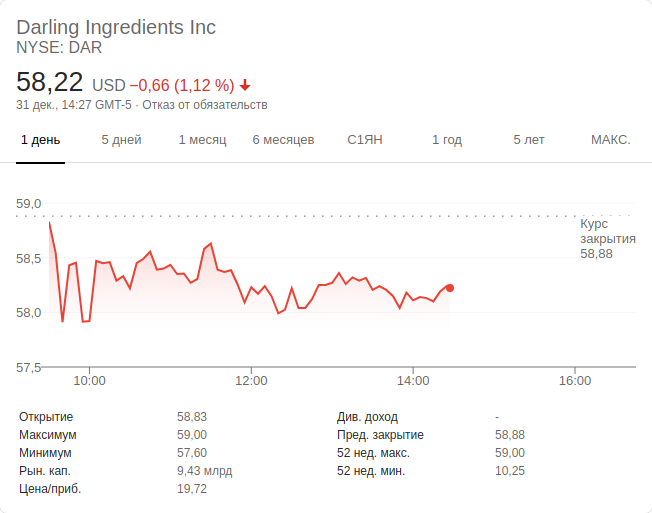 Darling Ingredients Inc
NYSE: DAR
58,22 USD −0,66 (1,12 %)
31 дек., 14:27 GMT-5 · Отказ от обязательств
1 день 5 дней 1 месяц 6 месяцев С1ЯН 1 год 5 лет МАКС.
59,0
Курс
закрытия
58,88
58,5
58,0
57,5
10:00 12:00 14:00 16:00
Открытие 58,83 Див. доход -
Максимум 59,00 Пред. закрытие 58,88
Минимум 57,60 52 нед. макс. 59,00
Рын. кап. 9,43 млрд 52 нед. мин. 10,25
Цена/приб. 19,72